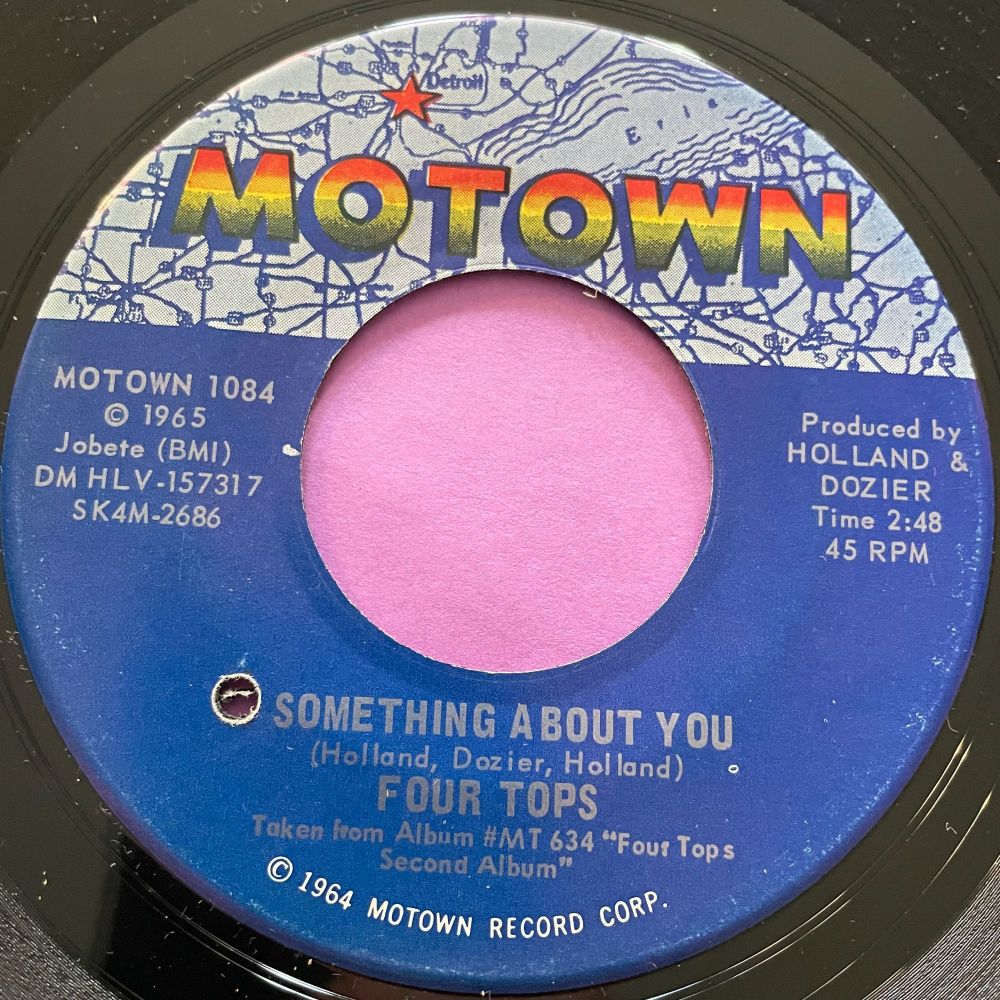 Detroit
Erie
MOTOWN
MOTOWN 1084
© 1965
Jobete (BMI)
DM HLV-157317
SK4M-2686
Produced by
HOLLAND &
DOZIER
Time 2:48
45 RPM
SOMETHING ABOUT YOU
(Holland, Dozier, Holland)
FOUR TOPS
Taken from Album #MT 634 "Four Tops
Second Album"
© 1964 MOTOWN RECORD CORP.